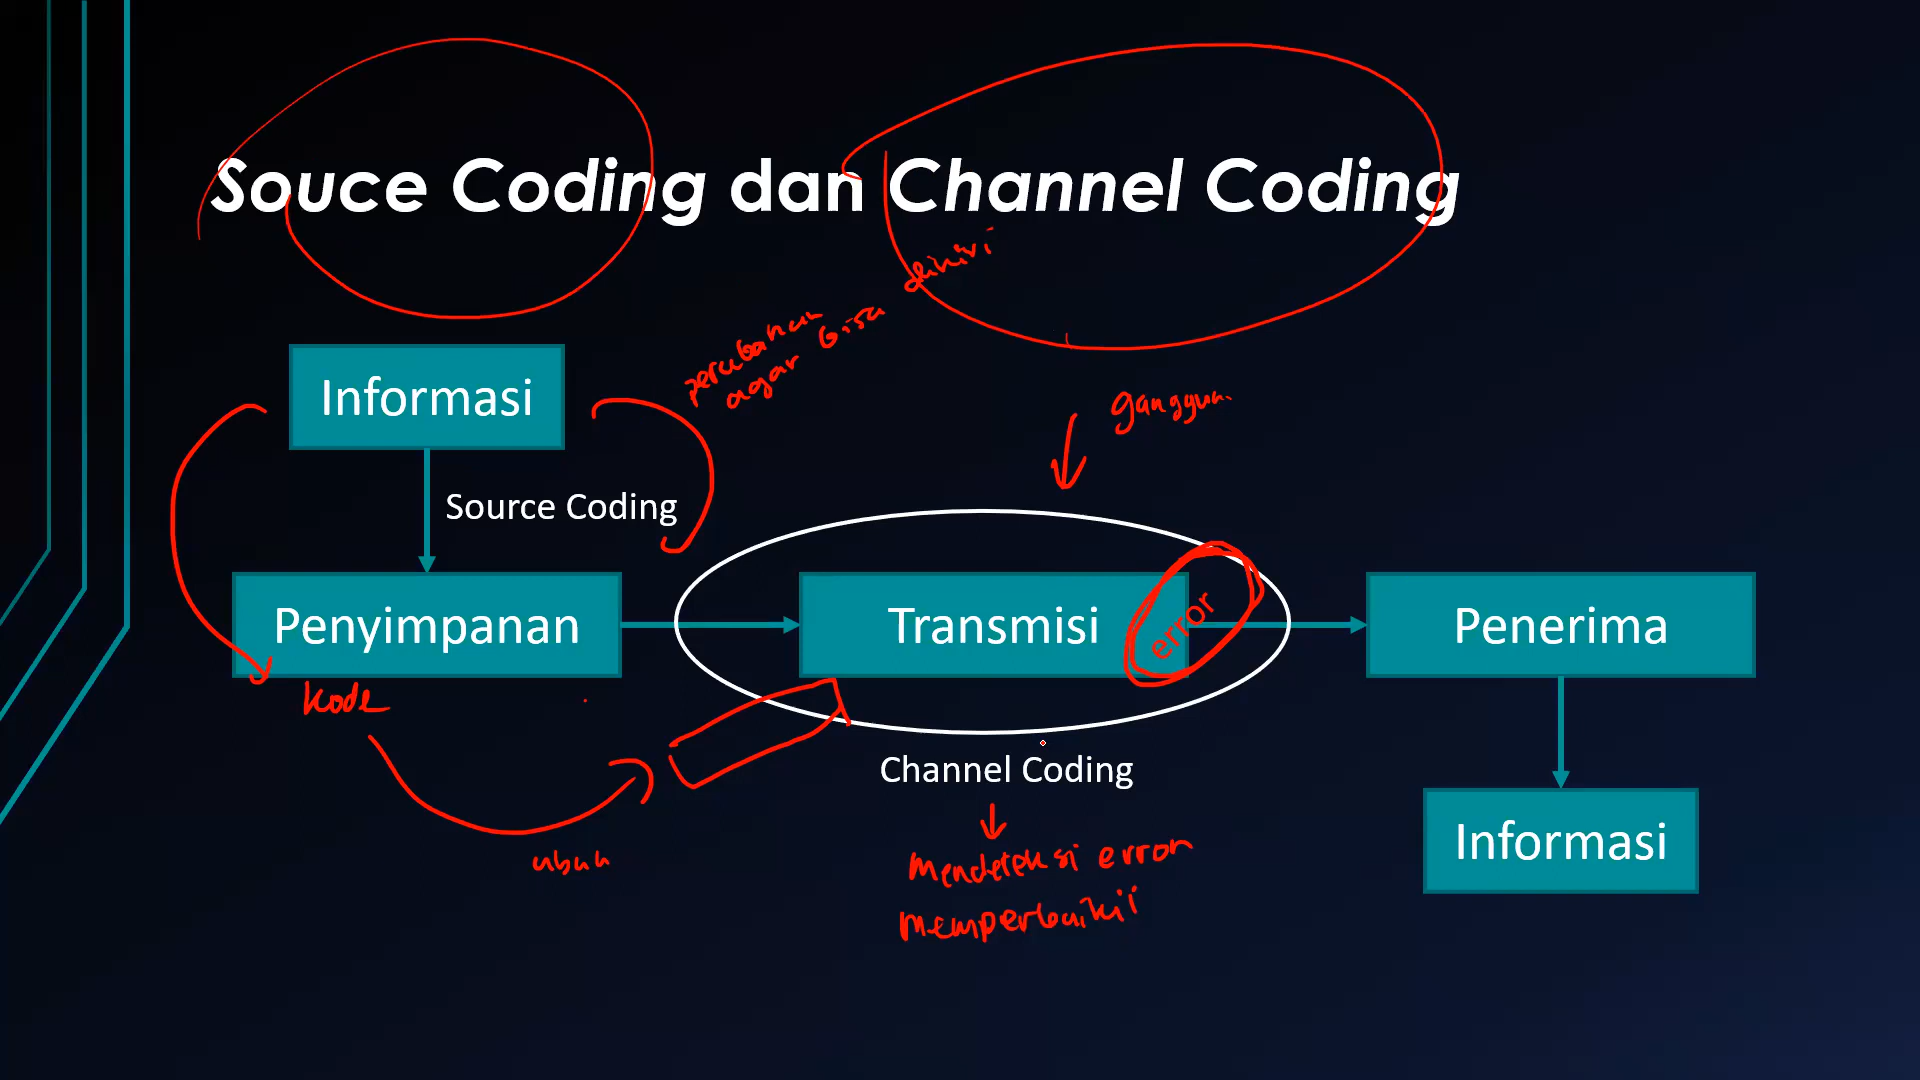 Souce Coding dan Channel Coding
perubahan
agar bisa dikiri
Informasi
gangguan
Source Coding
Penyimpanan
Transmisi
error
Penerima
kode
Channel Coding
ubah
Informasi
mendeteksi error
memperbaiki